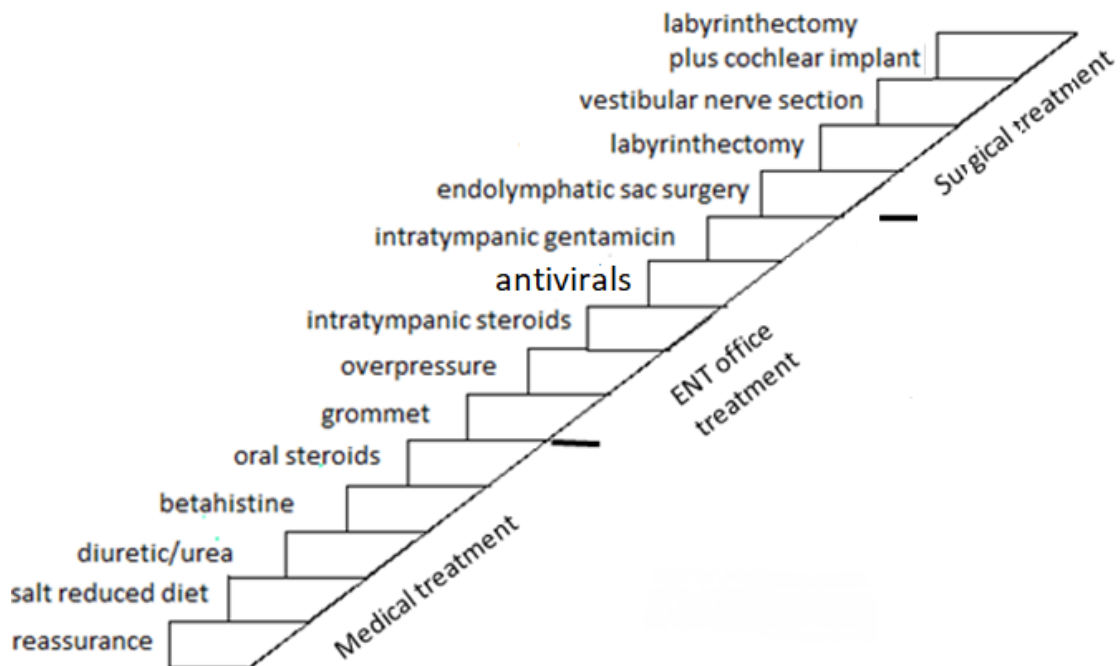 labyrinthectomy
plus cochlear implant
vestibular nerve section
labyrinthectomy
endolymphatic sac surgery
intratympanic gentamicin
antivirals
intratympanic steroids
overpressure
grommet
oral steroids
betahistine
diuretic/urea
salt reduced diet
reassurance
Surgical treatment
ENT office
treatment
Medical treatment